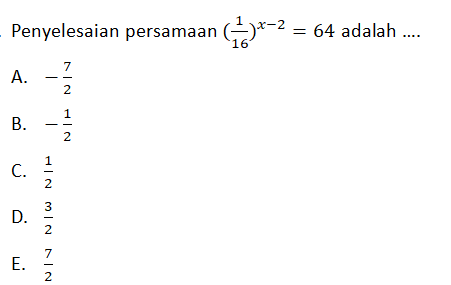 Penyelesaian persamaan (1/16)^{x−2} = 64 adalah ....
A. −7/2
B. −1/2
C. 1/2
D. 3/2
E. 7/2